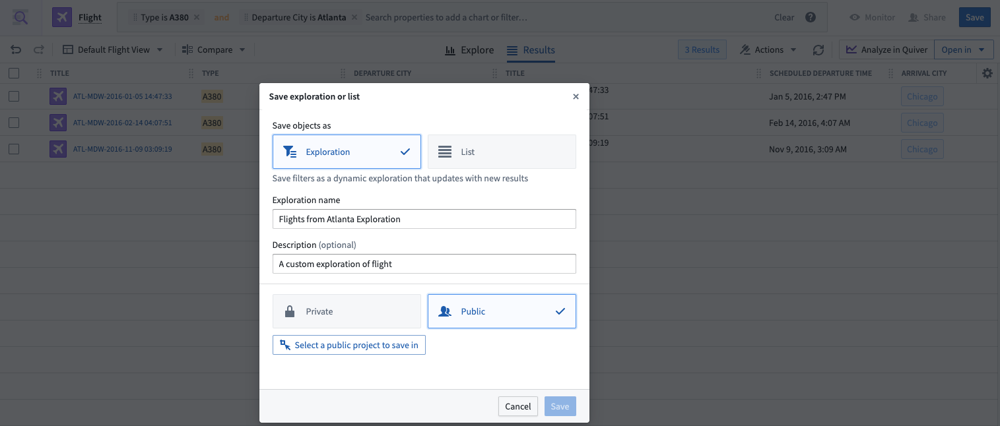 Flight
Type is A380
and
Departure City is Atlanta
Search properties to add a chart or filter…
Clear
Monitor
Share
Save
Default Flight View
Compare
Explore
Results
3 Results
Actions
Analyze in Quiver
Open in
TITLE
TYPE
DEPARTURE CITY
TITLE
SCHEDULED DEPARTURE TIME
ARRIVAL CITY
ATL-MDW-2016-01-05 14:47:33
A380
47:33
Jan 5, 2016, 2:47 PM
Chicago
ATL-MDW-2016-02-14 04:07:51
A380
07:51
Feb 14, 2016, 4:07 AM
Chicago
ATL-MDW-2016-11-09 03:09:19
A380
09:19
Nov 9, 2016, 3:09 AM
Chicago
Save exploration or list
Save objects as
Exploration
List
Save filters as a dynamic exploration that updates with new results
Exploration name
Flights from Atlanta Exploration
Description (optional)
A custom exploration of flight
Private
Public
Select a public project to save in
Cancel
Save